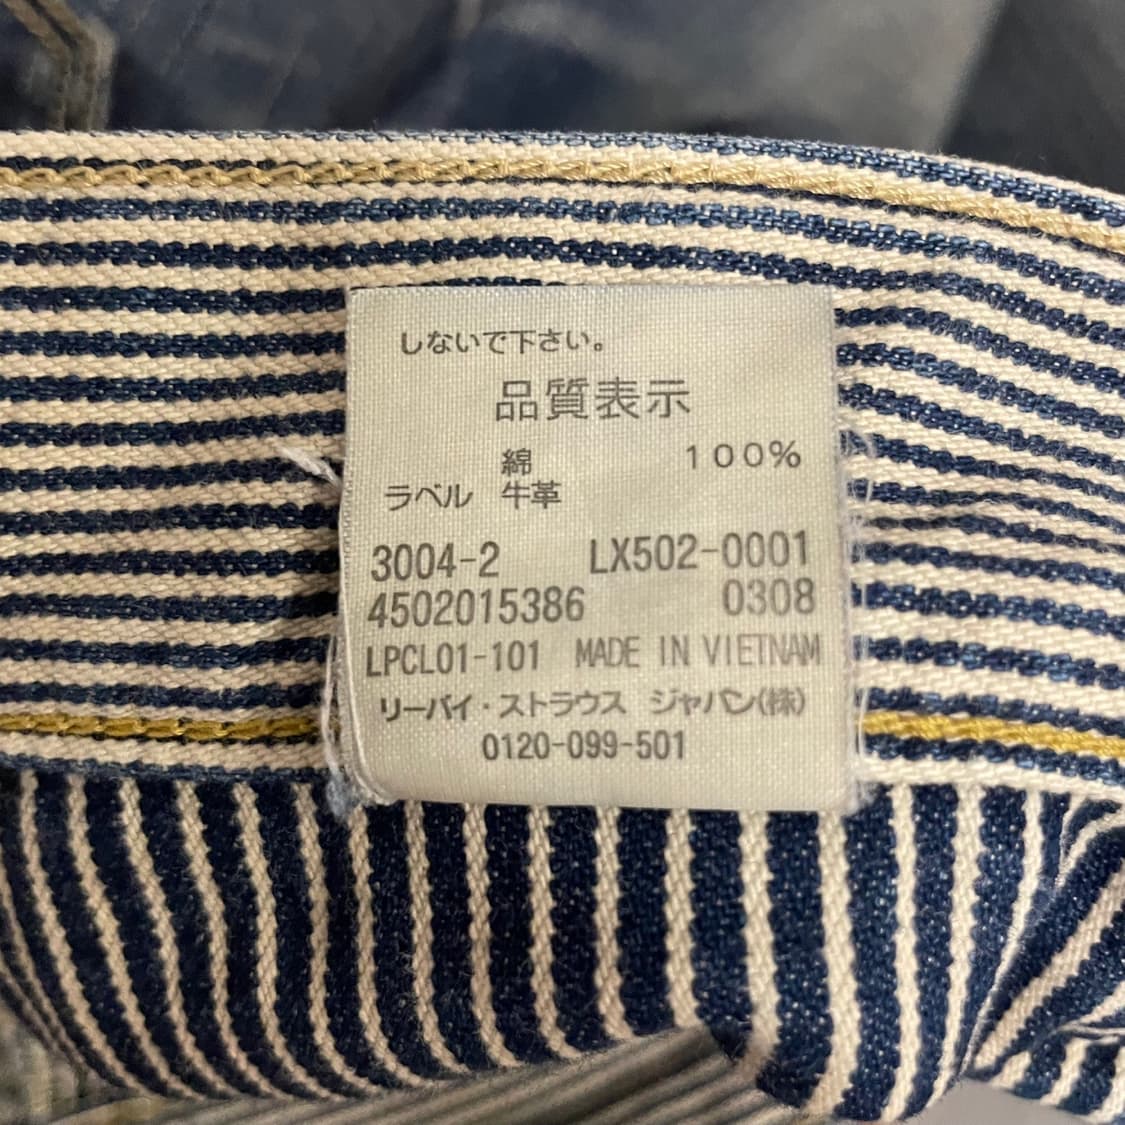 しないで下さい。
品質表示
綿 100%
ラベル 牛革
3004-2 LX502-0001
4502015386 0308
LPCL01-101 MADE IN VIETNAM
リーバイ・ストラウス ジャパン(株)
0120-099-501